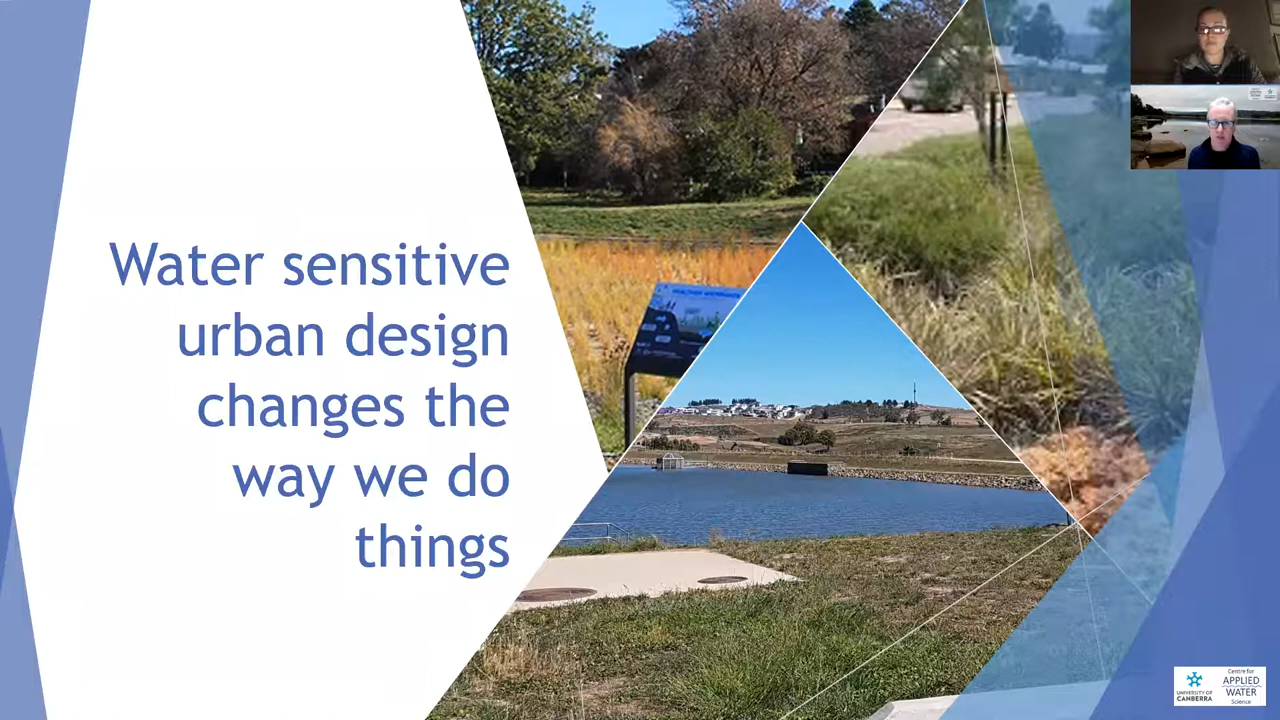 Water sensitive
urban design
changes the
way we do
things
UNIVERSITY OF
CANBERRA
Centre for
APPLIED
WATER
Science